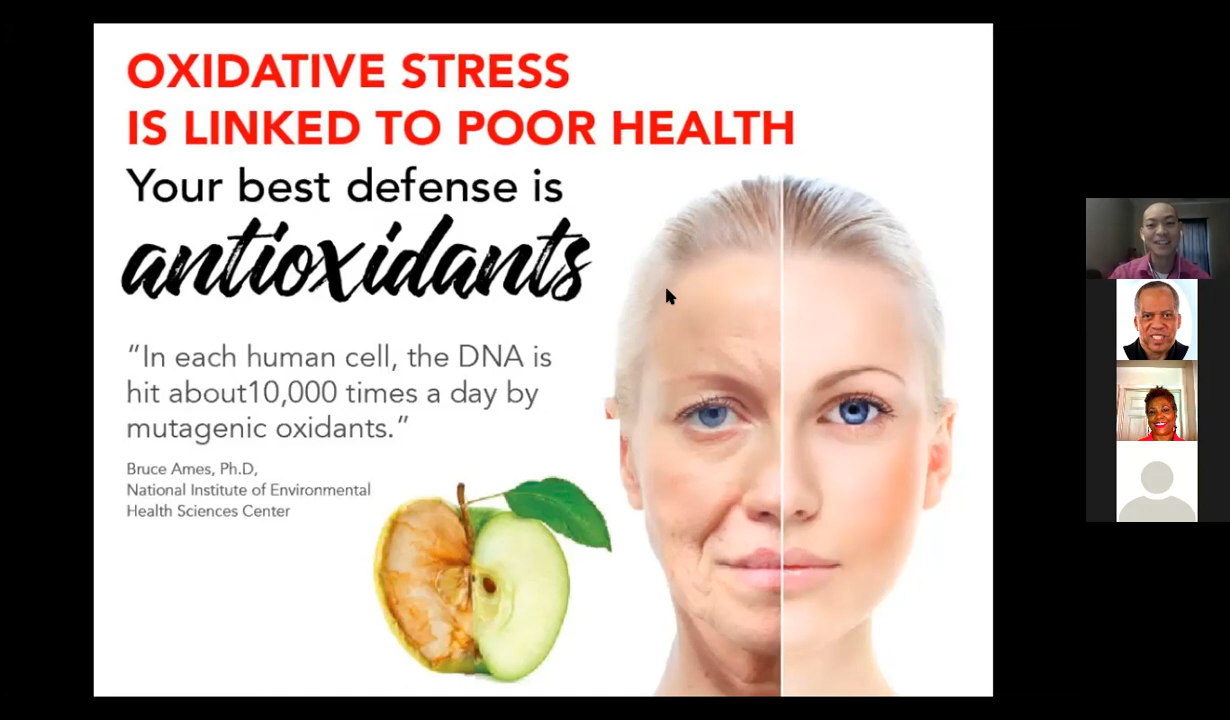 OXIDATIVE STRESS
IS LINKED TO POOR HEALTH
Your best defense is
antioxidants
“In each human cell, the DNA is
hit about10,000 times a day by
mutagenic oxidants.”
Bruce Ames, Ph.D,
National Institute of Environmental
Health Sciences Center